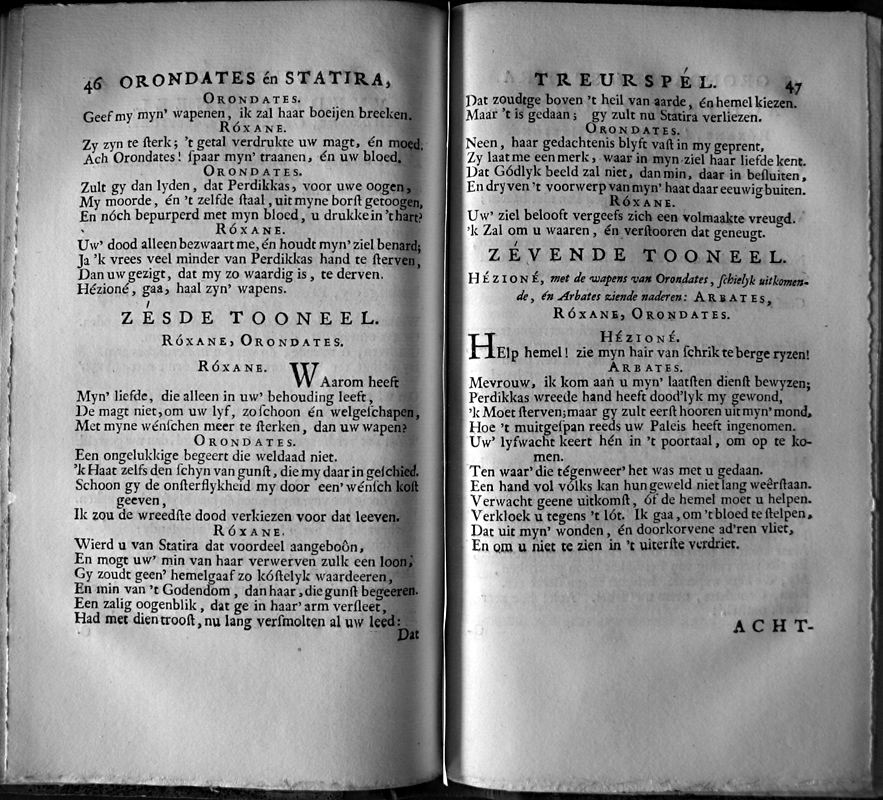 46 ORONDATES én STATIRA,
ORONDATES.
Geef my myn' wapenen, ik zal haar boeijen breeken.
RÓXANE.
Zy zyn te ſterk; 't getal verdrukte uw magt, én moed.
Ach Orondates! ſpaar myn' traanen, én uw bloed.
ORONDATES.
Zult gy dan lyden, dat Perdikkas, voor uwe oogen,
My moorde, én 't zelfde ſtaal, uit myne borſt getoogen,
En nóch bepurperd met myn bloed, u drukke in 't hart?
RÓXANE.
Uw' dood alleen bezwaart me, én houdt myn' ziel benard;
Ja 'k vrees veel minder van Perdikkas hand te ſterven,
Dan uw gezigt, dat my zo waardig is, te derven.
Hézioné, gaa, haal zyn' wapens.
ZÉSDE TOONEEL.
RÓXANE, ORONDATES.
RÓXANE. WAarom heeft
Myn' liefde, die alleen in uw' behouding leeft,
De magt niet, om uw lyf, zo ſchoon én welgeſchapen,
Met myne wénſchen meer te ſterken, dan uw wapen?
ORONDATES.
Een ongelukkige begeert die weldaad niet.
'k Haat zelfs den ſchyn van gunſt, die my daar in geſchied.
Schoon gy de onſterflykheid my door een' wénſch koſt
geeven,
Ik zou de wreedſte dood verkiezen voor dat leeven.
RÓXANE.
Wierd u van Statira dat voordeel aangeboôn,
En mogt uw' min van haar verwerven zulk een loon;
Gy zoudt geen' hemelgaaf zo kóſtelyk waardeeren,
En min van 't Godendom, dan haar, die gunſt begeeren.
Een zalig oogenblik, dat ge in haar' arm verſleet,
Had met dien trooſt, nu lang verſmolten al uw leed:
Dat
TREURSPÉL. 47
Dat zoudtge boven 't heil van aarde, én hemel kiezen.
Maar 't is gedaan; gy zult nu Statira verliezen.
ORONDATES.
Neen, haar gedachtenis blyft vaſt in my geprent,
Zy laat me een merk, waar in myn ziel haar liefde kent.
Dat Gódlyk beeld zal niet, dan min, daar in beſluiten,
En dryven 't voorwerp van myn' haat daar eeuwig buiten.
RÓXANE.
Uw' ziel belooft vergeefs zich een volmaakte vreugd.
'k Zal om u waaren, én verſtooren dat geneugt.
ZÉVENDE TOONEEL.
HÉZIONÉ, met de wapens van Orondates, ſchielyk uitkomen-
de, én Arbates ziende naderen: ARBATES,
RÓXANE, ORONDATES.
HÉZIONÉ.
HElp hemel! zie myn hair van ſchrik te berge ryzen!
ARBATES.
Mevrouw, ik kom aan u myn' laatſten dienſt bewyzen;
Perdikkas wreede hand heeft dood'lyk my gewond,
'k Moet ſterven; maar gy zult eerſt hooren uit myn' mond,
Hoe 't muitgeſpan reeds uw Paleis heeft ingenomen.
Uw' lyfwacht keert hén in 't poortaal, om op te ko-
men.
Ten waar' die tégenweer' het was met u gedaan.
Een hand vol vólks kan hun geweld niet lang weêrſtaan.
Verwacht geene uitkomſt, óf de hemel moet u helpen.
Verkloek u tegens 't lót. Ik gaa, om 't bloed te ſtelpen,
Dat uit myn' wonden, én doorkorvene ad'ren vliet,
En om u niet te zien in 't uiterſte verdriet.
ACHT-